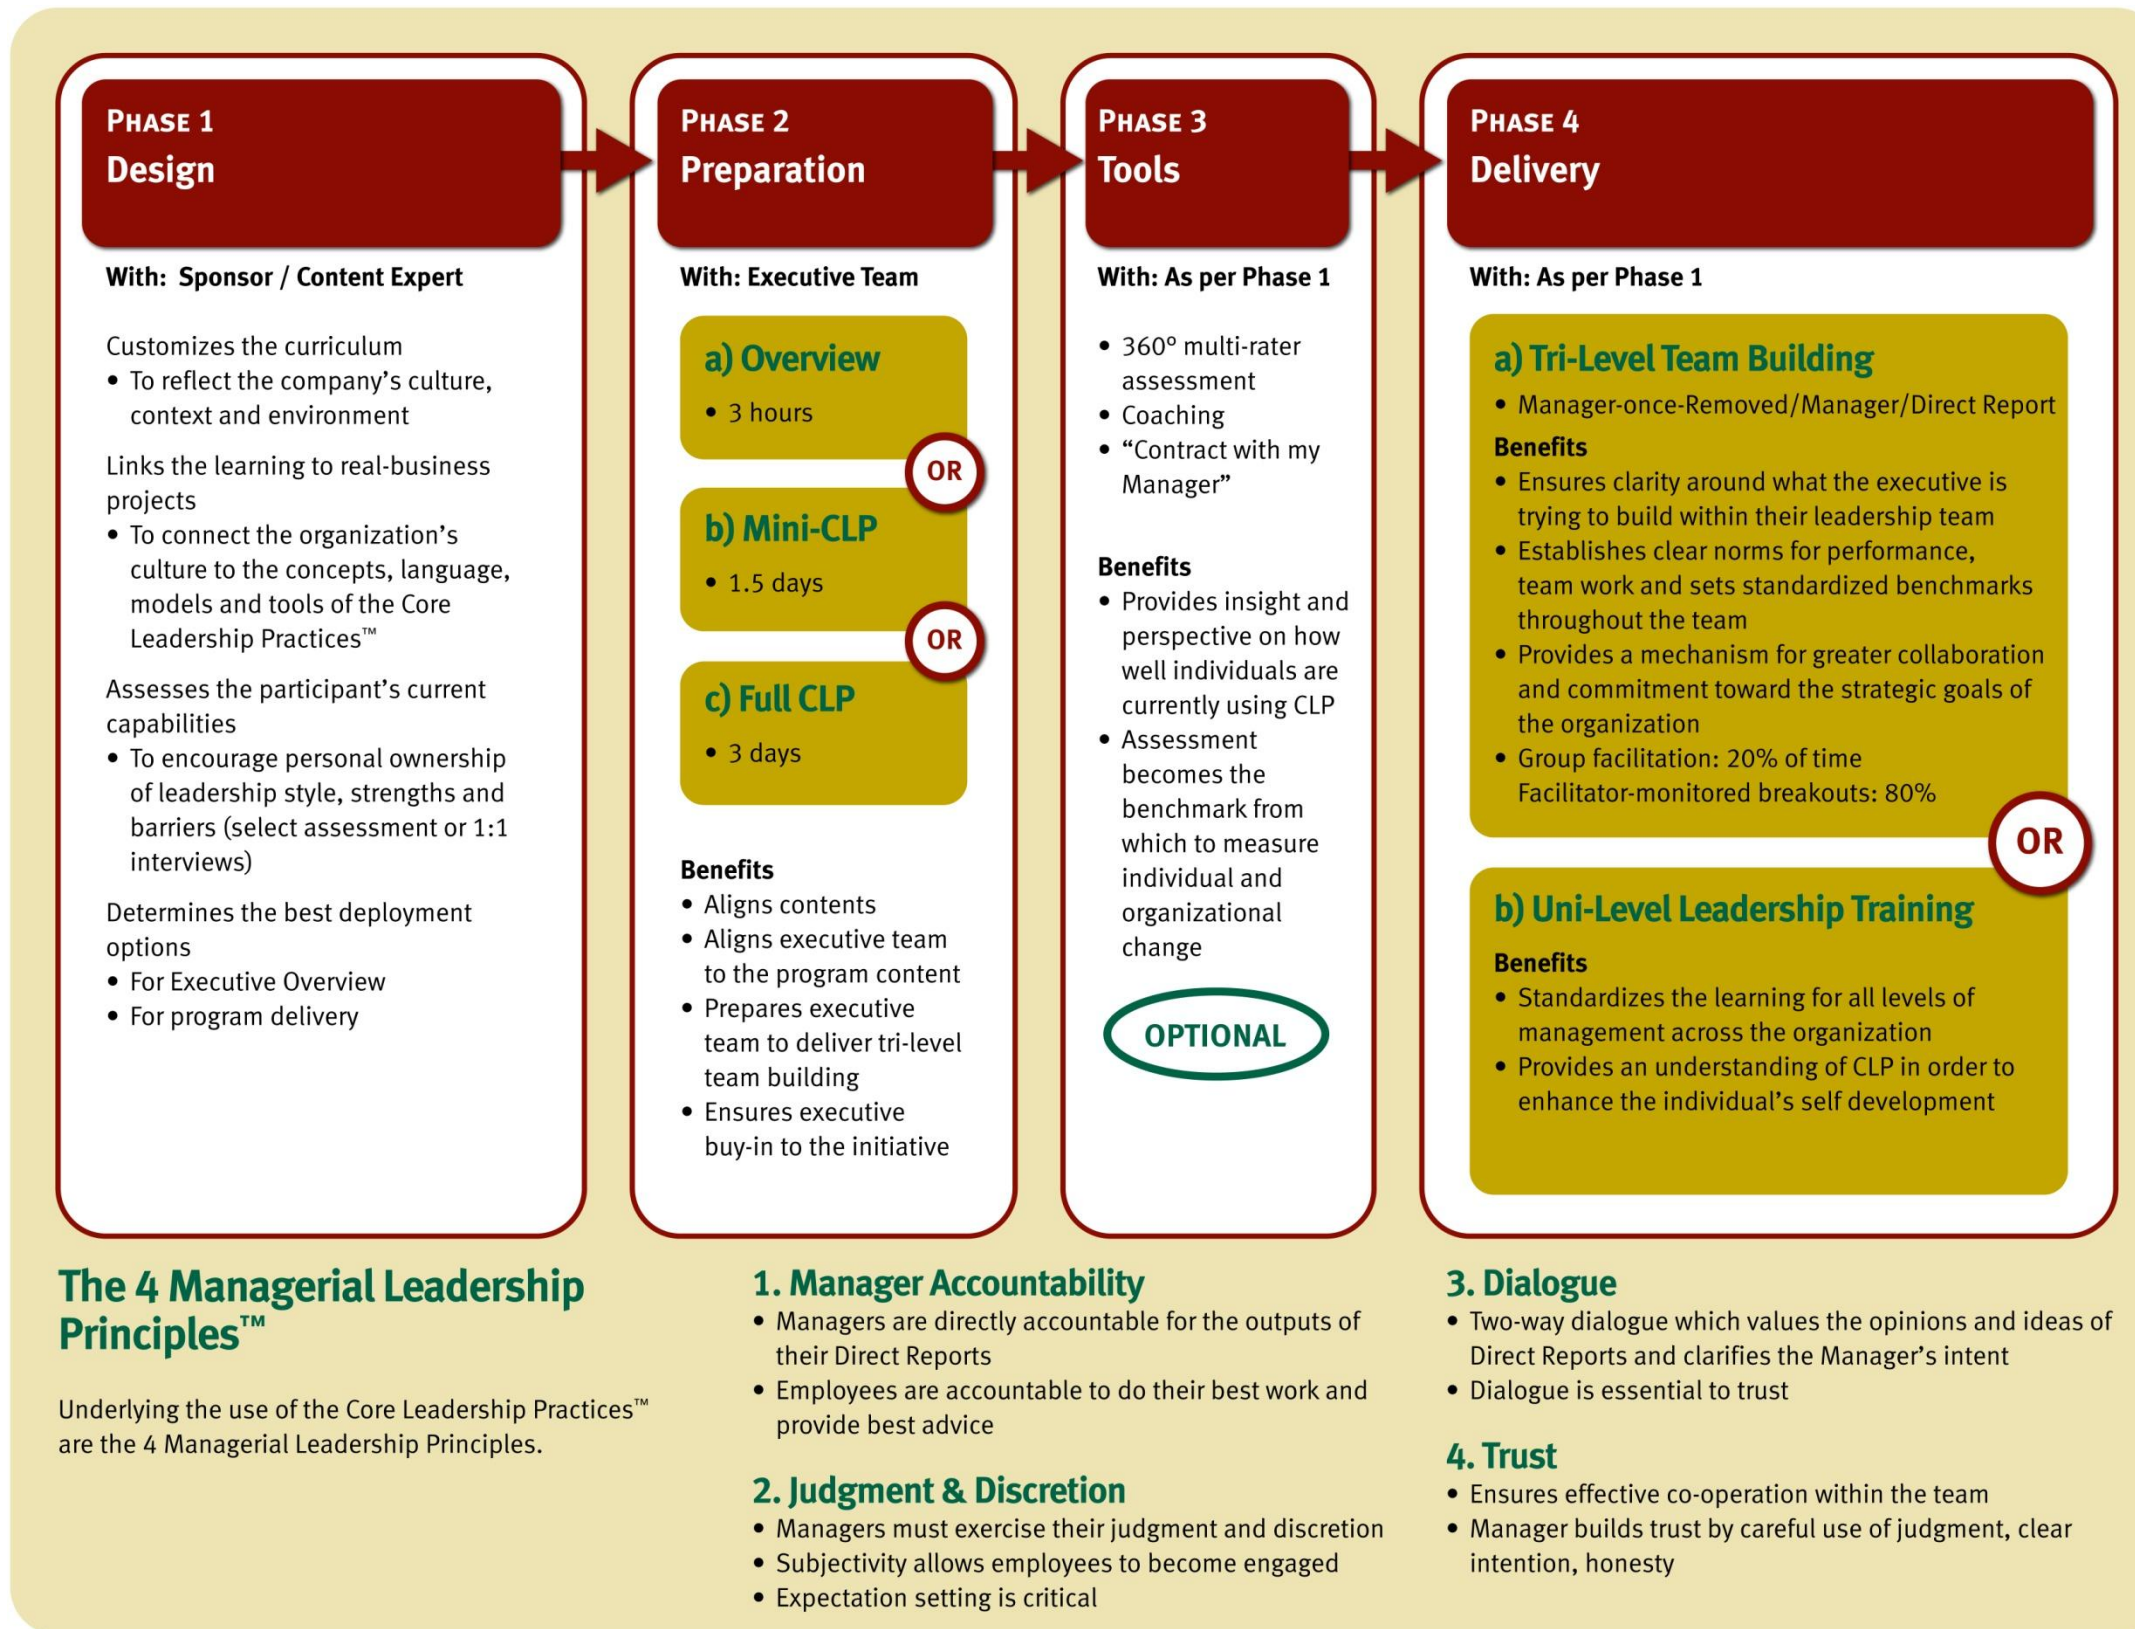 PHASE 1
Design
With: Sponsor / Content Expert
Customizes the curriculum
• To reflect the company's culture,
context and environment
Links the learning to real-business
projects
• To connect the organization's
culture to the concepts, language,
models and tools of the Core
Leadership Practices™
Assesses the participant's current
capabilities
• To encourage personal ownership
of leadership style, strengths and
barriers (select assessment or 1:1
interviews)
Determines the best deployment
options
• For Executive Overview
• For program delivery
PHASE 2
Preparation
With: Executive Team
a) Overview
• 3 hours
OR
b) Mini-CLP
• 1.5 days
OR
c) Full CLP
• 3 days
Benefits
• Aligns contents
• Aligns executive team
to the program content
• Prepares executive
team to deliver tri-level
team building
• Ensures executive
buy-in to the initiative
PHASE 3
Tools
With: As per Phase 1
• 360º multi-rater
assessment
• Coaching
• “Contract with my
Manager”
Benefits
• Provides insight and
perspective on how
well individuals are
currently using CLP
• Assessment
becomes the
benchmark from
which to measure
individual and
organizational
change
OPTIONAL
PHASE 4
Delivery
With: As per Phase 1
a) Tri-Level Team Building
• Manager-once-Removed/Manager/Direct Report
Benefits
• Ensures clarity around what the executive is
trying to build within their leadership team
• Establishes clear norms for performance,
team work and sets standardized benchmarks
throughout the team
• Provides a mechanism for greater collaboration
and commitment toward the strategic goals of
the organization
• Group facilitation: 20% of time
Facilitator-monitored breakouts: 80%
OR
b) Uni-Level Leadership Training
Benefits
• Standardizes the learning for all levels of
management across the organization
• Provides an understanding of CLP in order to
enhance the individual's self development
The 4 Managerial Leadership
Principles™
Underlying the use of the Core Leadership Practices™
are the 4 Managerial Leadership Principles.
1. Manager Accountability
• Managers are directly accountable for the outputs of
their Direct Reports
• Employees are accountable to do their best work and
provide best advice
2. Judgment & Discretion
• Managers must exercise their judgment and discretion
• Subjectivity allows employees to become engaged
• Expectation setting is critical
3. Dialogue
• Two-way dialogue which values the opinions and ideas of
Direct Reports and clarifies the Manager's intent
• Dialogue is essential to trust
4. Trust
• Ensures effective co-operation within the team
• Manager builds trust by careful use of judgment, clear
intention, honesty